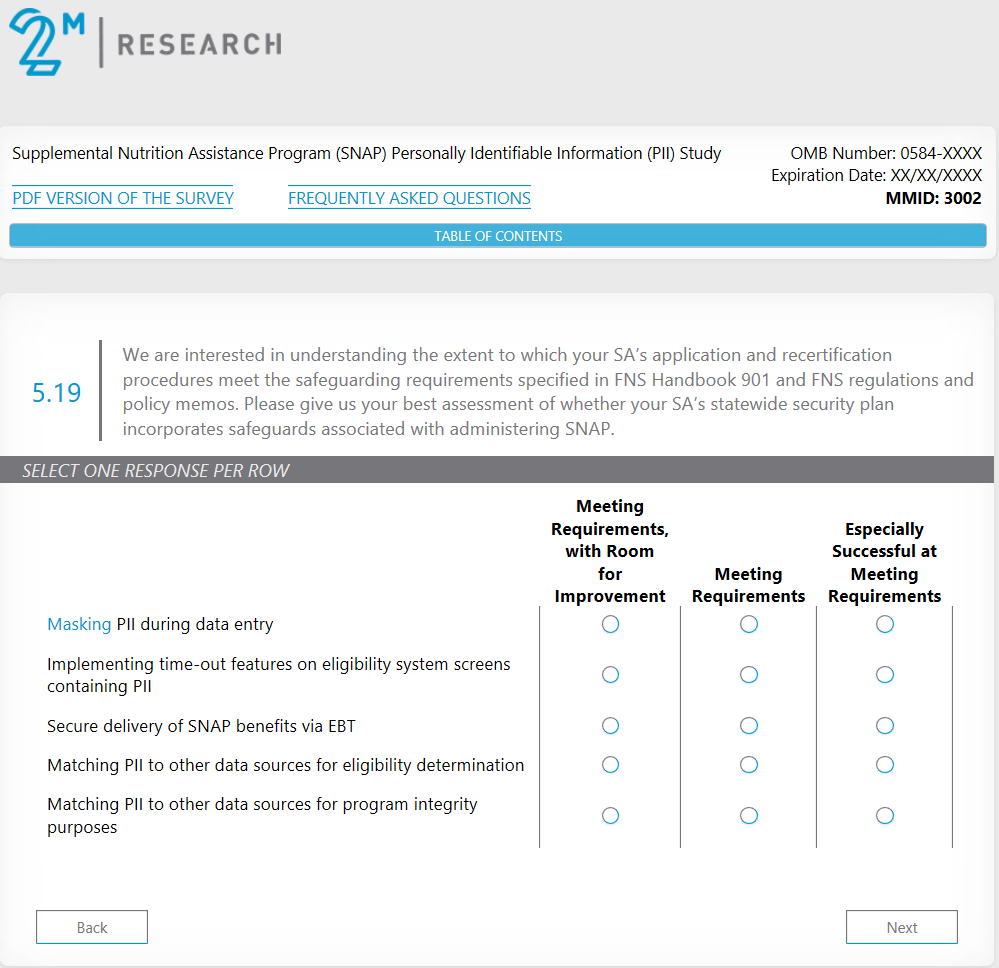 2M RESEARCH
Supplemental Nutrition Assistance Program (SNAP) Personally Identifiable Information (PII) Study
OMB Number: 0584-XXXX
Expiration Date: XX/XX/XXXX
MMID: 3002
PDF VERSION OF THE SURVEY
FREQUENTLY ASKED QUESTIONS
TABLE OF CONTENTS
5.19
We are interested in understanding the extent to which your SA’s application and recertification
procedures meet the safeguarding requirements specified in FNS Handbook 901 and FNS regulations and
policy memos. Please give us your best assessment of whether your SA’s statewide security plan
incorporates safeguards associated with administering SNAP.
SELECT ONE RESPONSE PER ROW
Meeting
Requirements,
with Room
for
Improvement
Meeting
Requirements
Especially
Successful at
Meeting
Requirements
Masking PII during data entry
Implementing time-out features on eligibility system screens
containing PII
Secure delivery of SNAP benefits via EBT
Matching PII to other data sources for eligibility determination
Matching PII to other data sources for program integrity
purposes
Back
Next